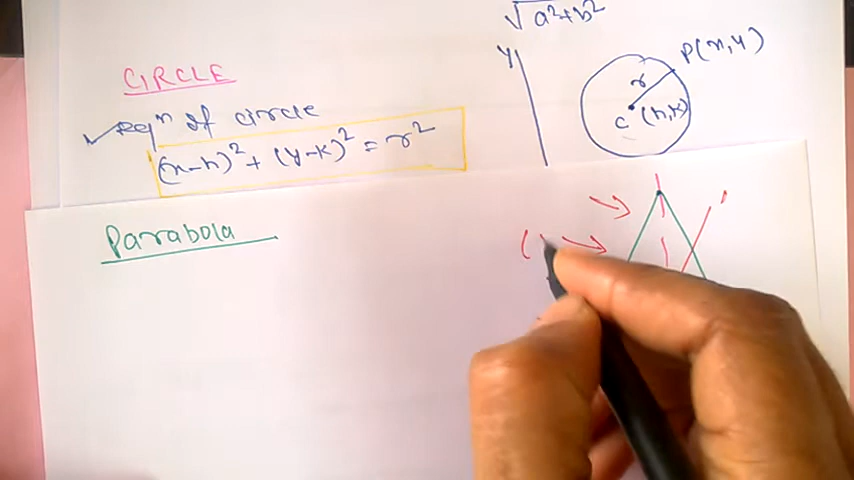 √a²+b²
CIRCLE
Y
P(x,y)
r
✓eqⁿ of circle
C (h,k)
(x-h)² + (y-k)² = r²
Parabola
(